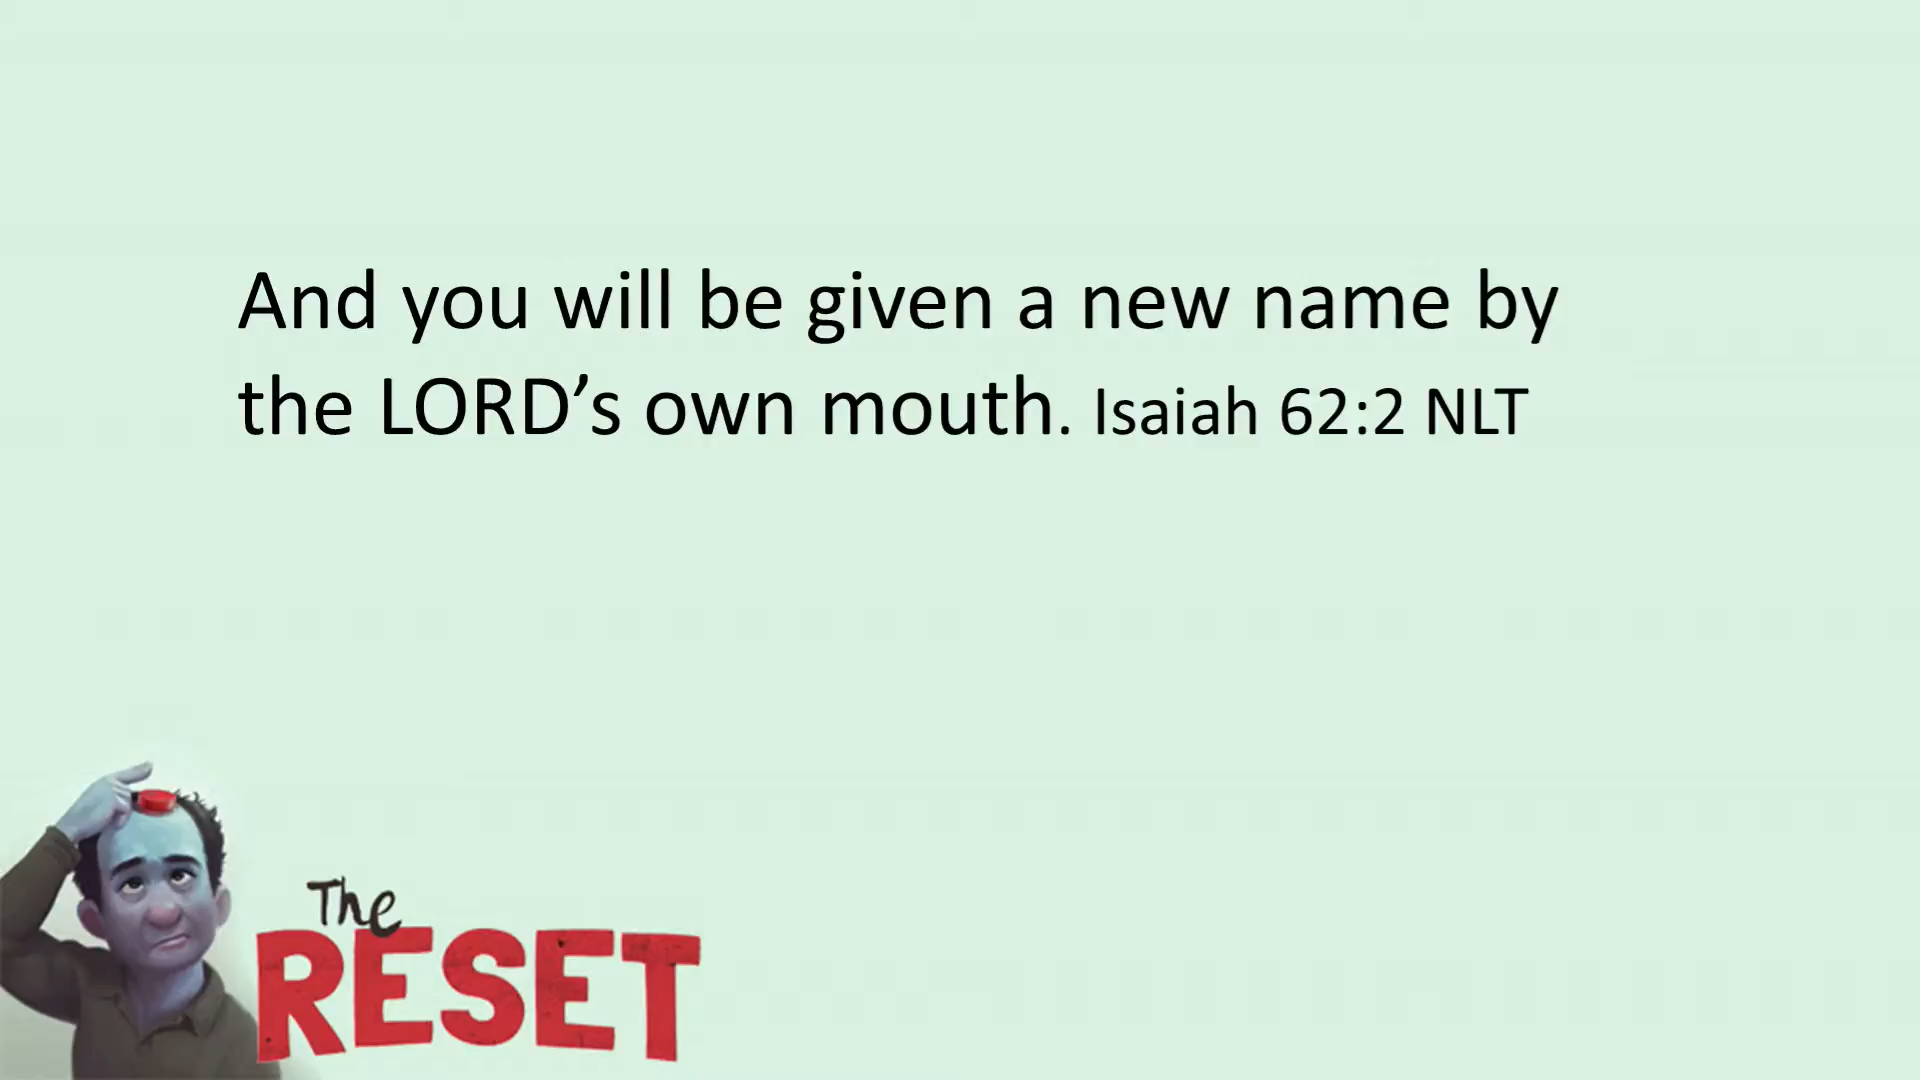 And you will be given a new name by
the LORD’s own mouth. Isaiah 62:2 NLT
The
RESET